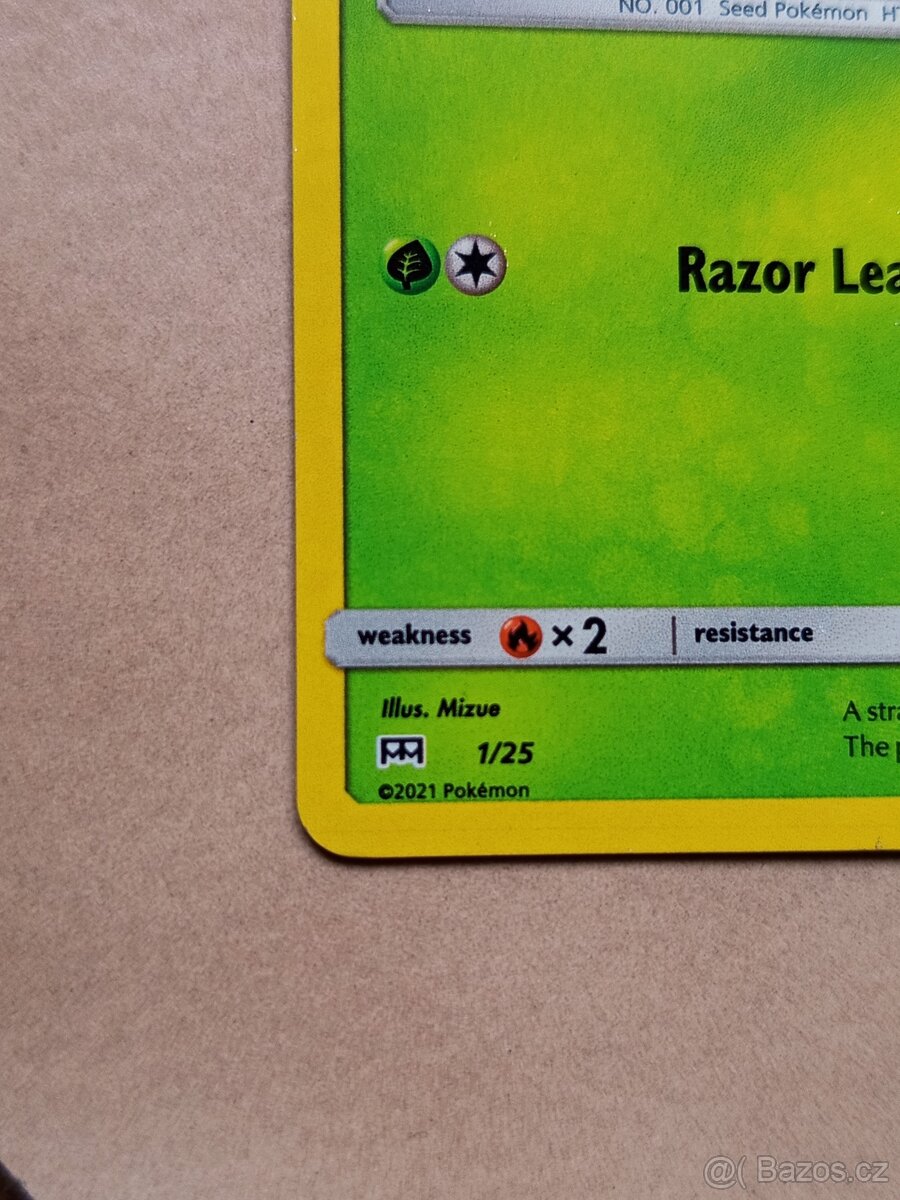 NO. 001 Seed Pokémon
Razor Lea
weakness ×2 resistance
Illus. Mizue
1/25
©2021 Pokémon
A stra
The p
@( Bazos.cz